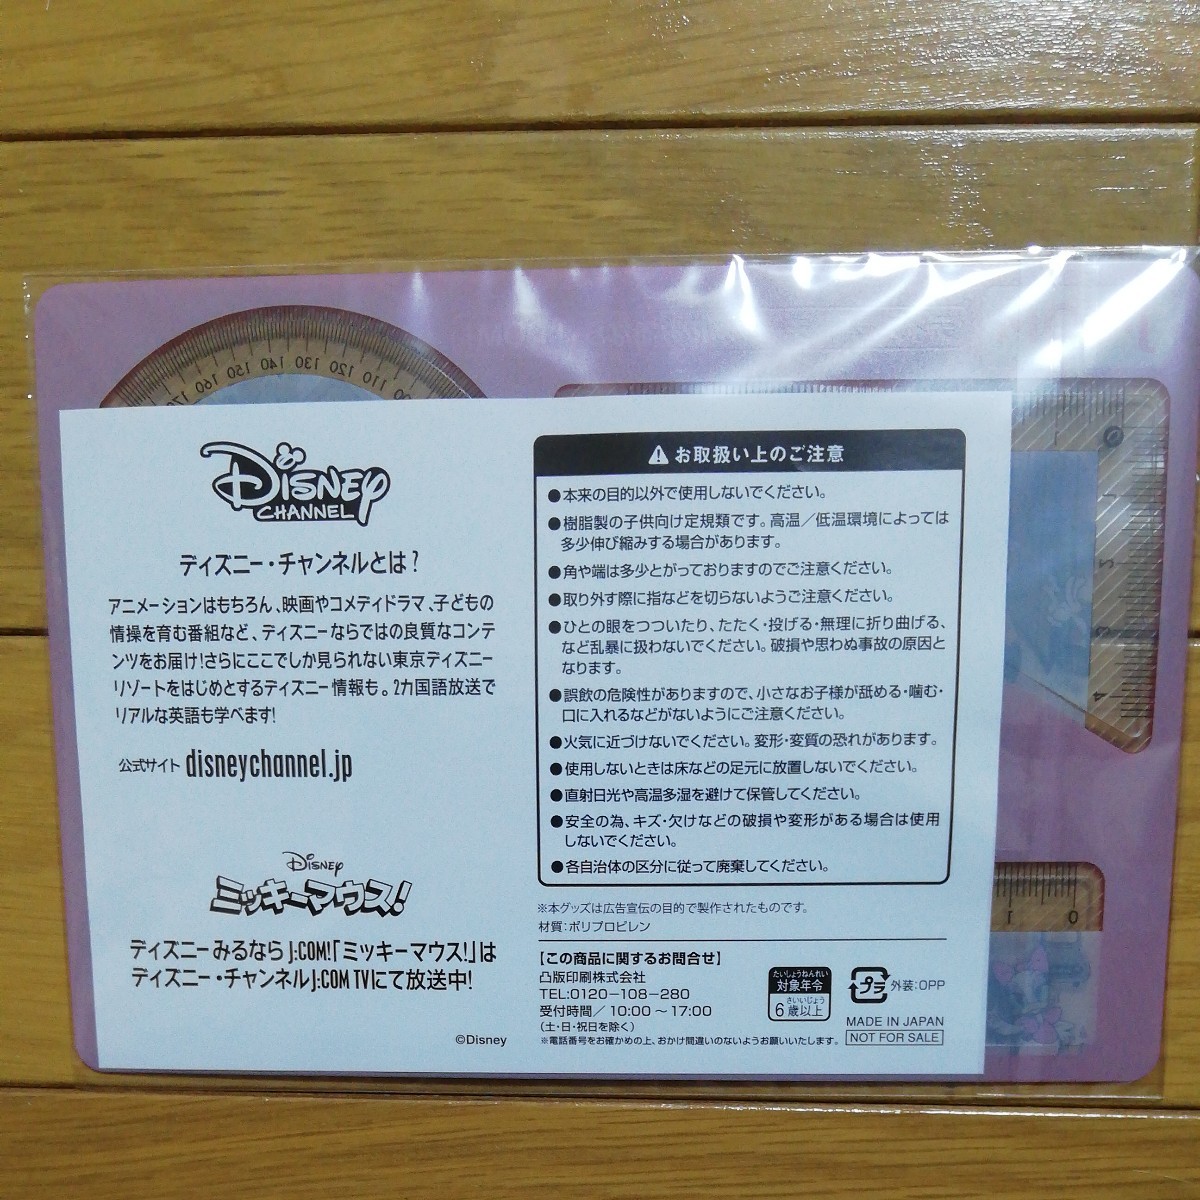 180 170 160 150 140 130 120 110 100
0
4
1 0
DISNEY
CHANNEL
ディズニー・チャンネルとは?
アニメーションはもちろん、映画やコメディドラマ、子どもの
情操を育む番組など、ディズニーならではの良質なコンテ
ンツをお届け!さらにここでしか見られない東京ディズニー
リゾートをはじめとするディズニー情報も。2カ国語放送で
リアルな英語も学べます!
公式サイト disneychannel.jp
DISNEY
ミッキーマウス!
ディズニーみるなら J:COM!「ミッキーマウス!」は
ディズニー・チャンネル J:COM TVにて放送中!
©Disney
お取扱い上のご注意
●本来の目的以外で使用しないでください。
●樹脂製の子供向け定規類です。高温/低温環境によっては
多少伸び縮みする場合があります。
●角や端は多少とがっておりますのでご注意ください。
●取り外す際に指などを切らないようご注意ください。
●ひとの眼をつついたり、たたく・投げる・無理に折り曲げる、
など乱暴に扱わないでください。破損や思わぬ事故の原因と
なります。
●誤飲の危険性がありますので、小さなお子様が舐める・噛む・
口に入れるなどがないようにご注意ください。
●火気に近づけないでください。変形・変質の恐れがあります。
●使用しないときは床などの足元に放置しないでください。
●直射日光や高温多湿を避けて保管してください。
●安全の為、キズ・欠けなどの破損や変形がある場合は使用
しないでください。
●各自治体の区分に従って廃棄してください。
※本グッズは広告宣伝の目的で製作されたものです。
材質:ポリプロピレン
【この商品に関するお問合せ】
凸版印刷株式会社
TEL:0120-108-280
受付時間/10:00~17:00
(土・日・祝日を除く)
※電話番号をお確かめの上、おかけ間違いのないようお願いいたします。
たいしょうねんれい
対象年令
さいいじょう
6歳以上
プラ 外装:OPP
MADE IN JAPAN
NOT FOR SALE